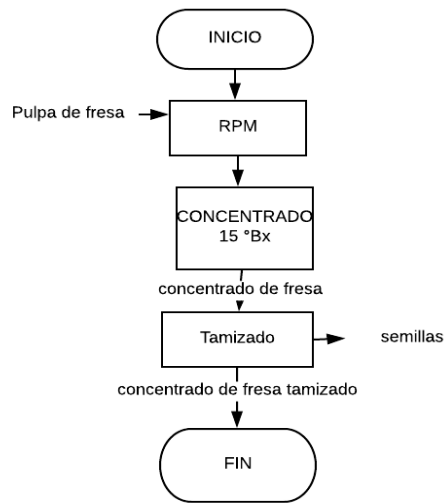 INICIO
Pulpa de fresa
RPM
CONCENTRADO
15 °Bx
concentrado de fresa
Tamizado
semillas
concentrado de fresa tamizado
FIN